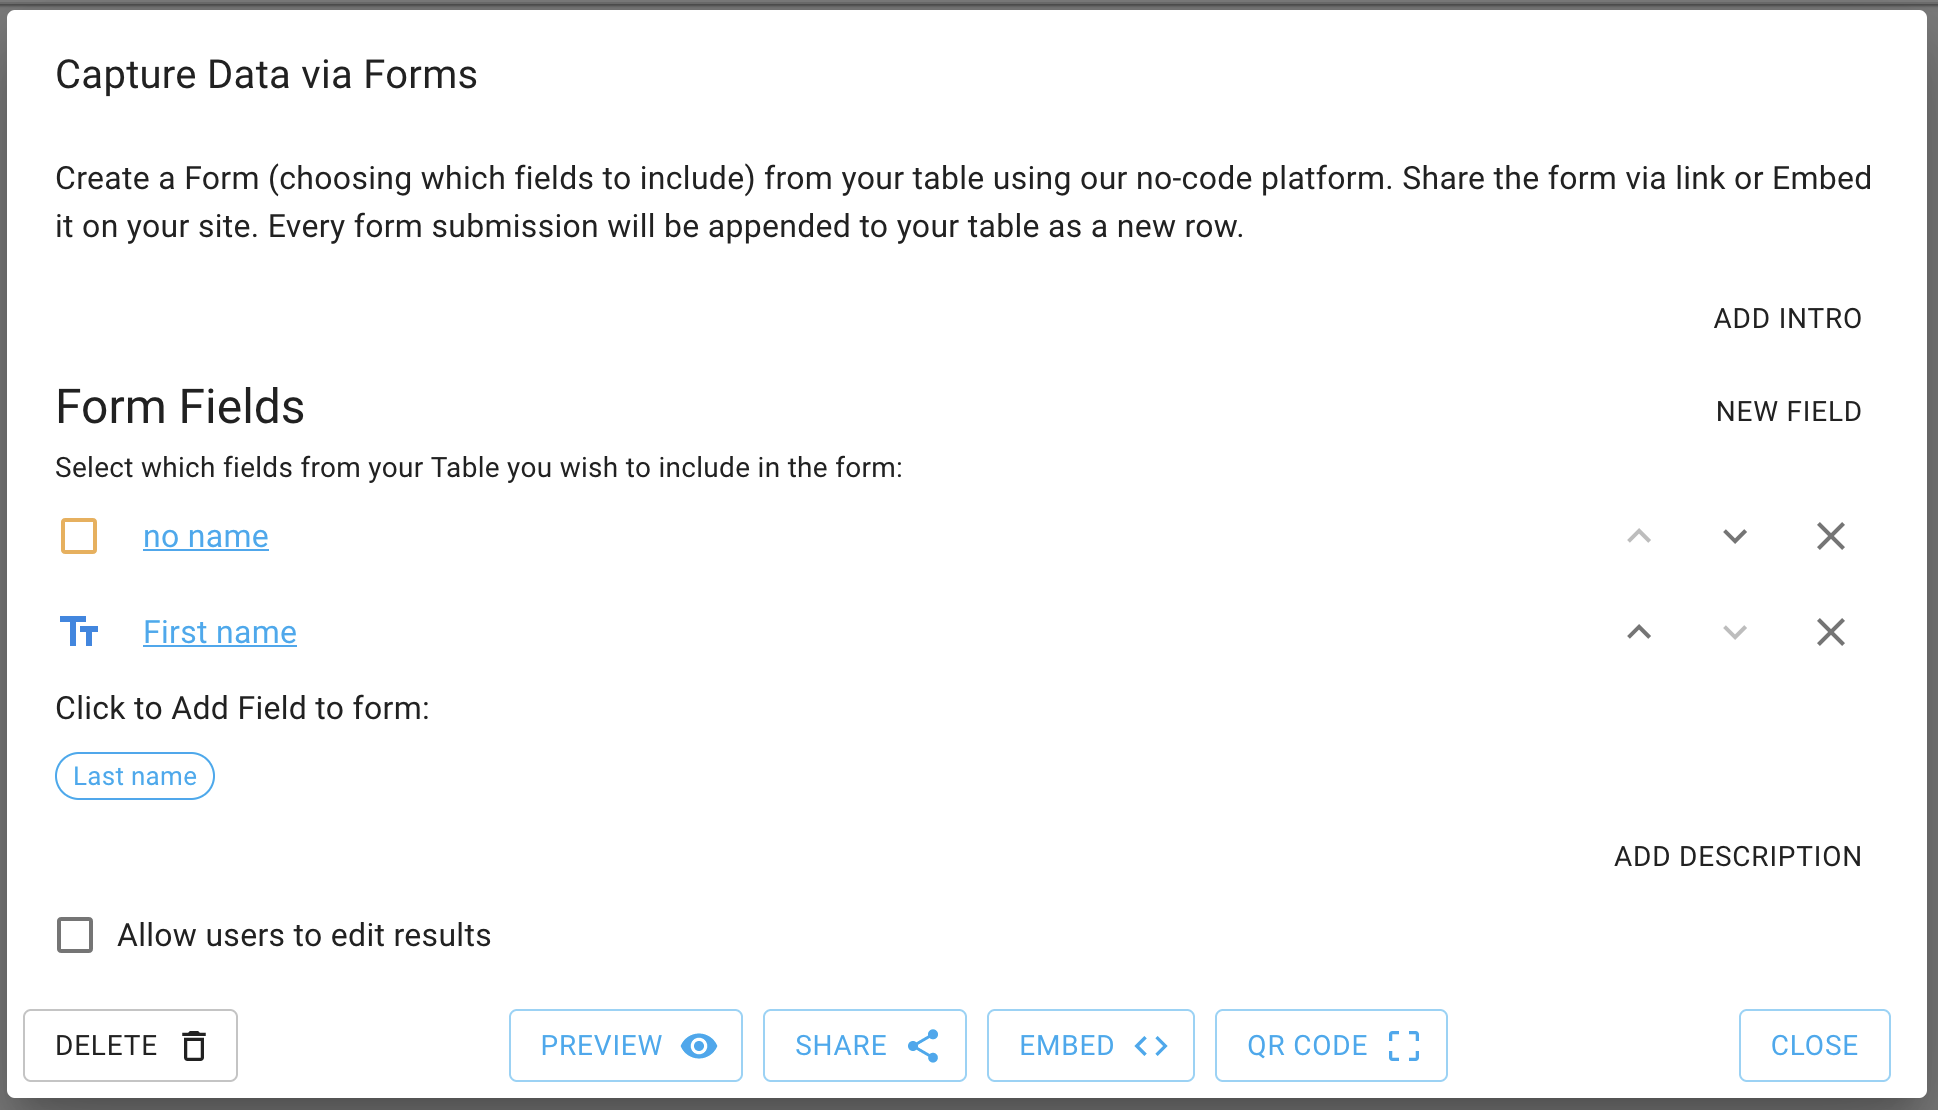 Capture Data via Forms
Create a Form (choosing which fields to include) from your table using our no-code platform. Share the form via link or Embed
it on your site. Every form submission will be appended to your table as a new row.
ADD INTRO
Form Fields
NEW FIELD
Select which fields from your Table you wish to include in the form:
no name
First name
Click to Add Field to form:
Last name
ADD DESCRIPTION
Allow users to edit results
DELETE
PREVIEW
SHARE
EMBED
QR CODE
CLOSE